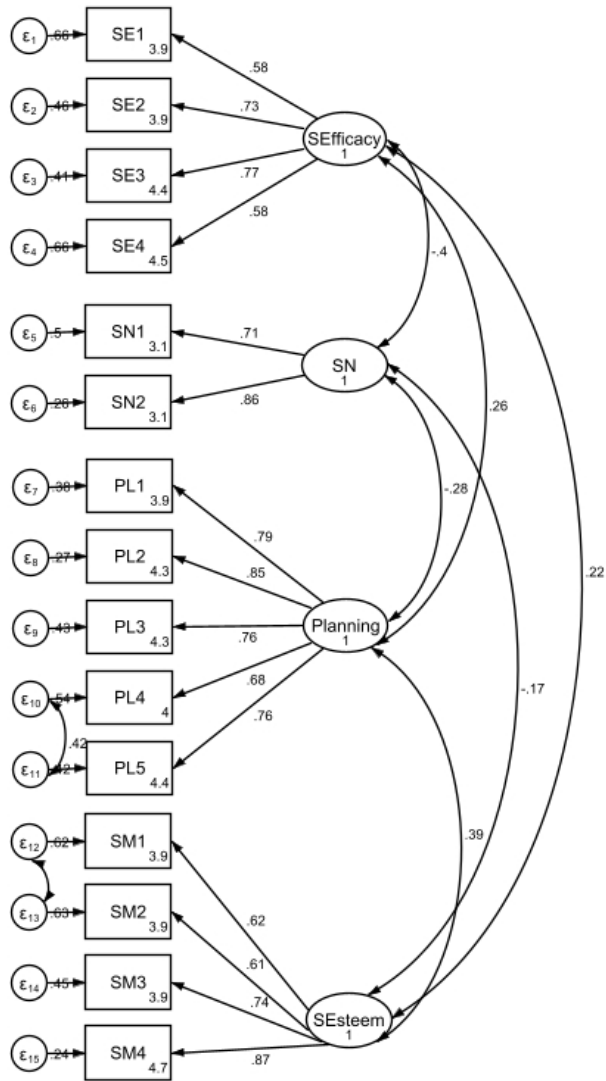 ε1 .66 SE1 3.9
.58
ε2 .46 SE2 3.9
.73
SEfficacy 1
ε3 .41 SE3 4.4
.77
ε4 .66 SE4 4.5
.58
-.4
ε5 .5 SN1 3.1
.71
SN 1
ε6 .26 SN2 3.1
.86
.26
ε7 .38 PL1 3.9
-.28
.79
ε8 .27 PL2 4.3
.85
.22
ε9 .43 PL3 4.3
.76
Planning 1
ε10 .54 PL4 4
.68
-.17
.42
ε11 .42 PL5 4.4
.76
ε12 .62 SM1 3.9
.39
.62
ε13 .63 SM2 3.9
.61
ε14 .45 SM3 3.9
.74
SEsteem 1
ε15 .24 SM4 4.7
.87